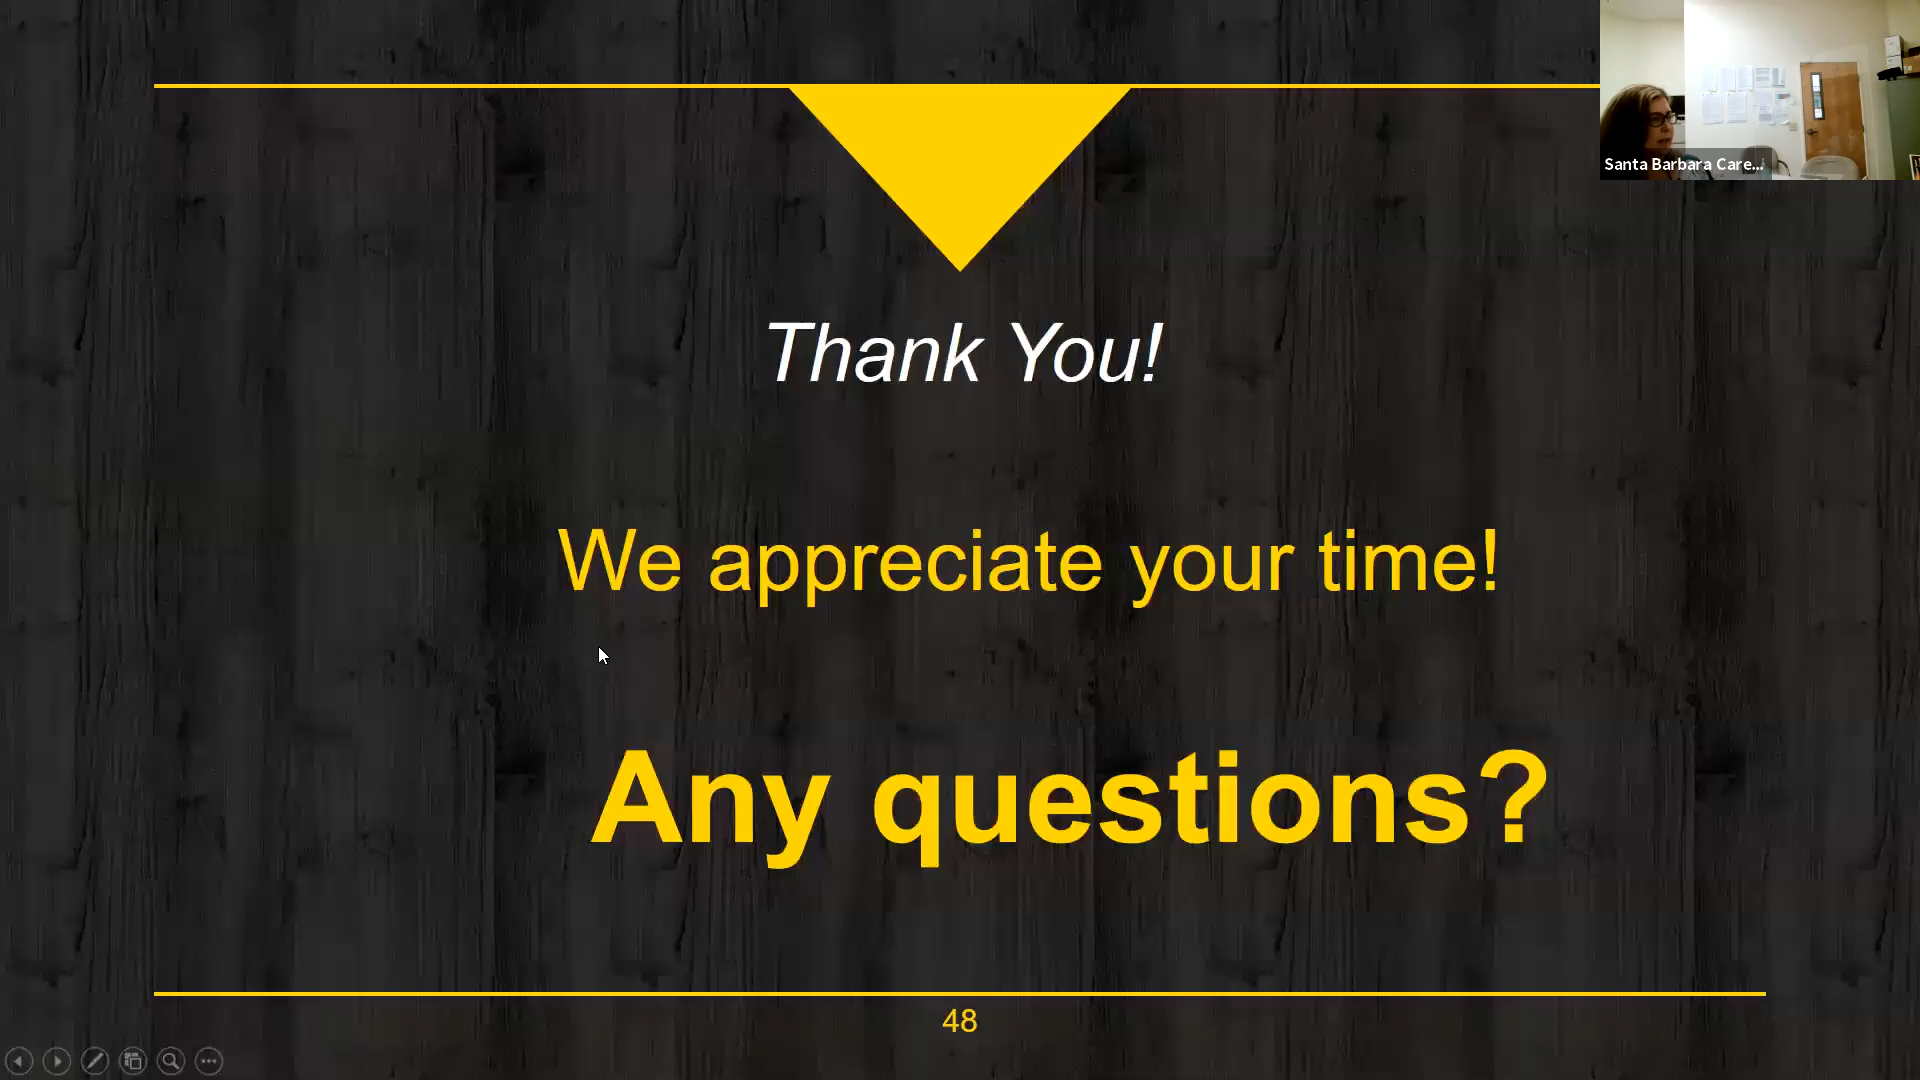 Santa Barbara Care...
Thank You!
We appreciate your time!
Any questions?
48